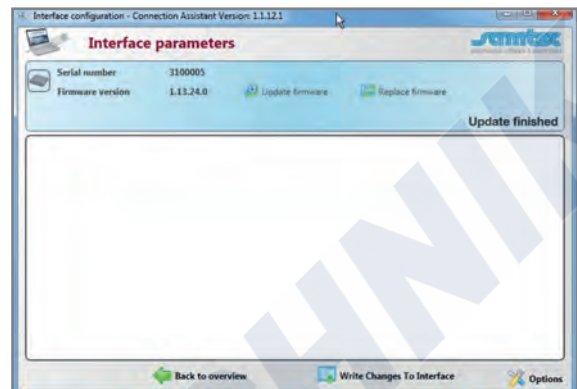 Interface configuration - Connection Assistant Version: 1.1.12.1
Interface parameters
samtec
Serial number 3100005
Firmware version 1.13.24.0 Update firmware Replace firmware
Update finished
Back to overview Write Changes To Interface Options